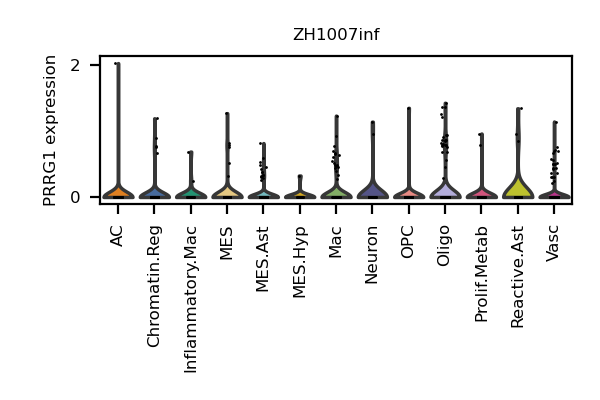 ZH1007inf
PRRG1 expression
2
0
AC
Chromatin.Reg
Inflammatory.Mac
MES
MES.Ast
MES.Hyp
Mac
Neuron
OPC
Oligo
Prolif.Metab
Reactive.Ast
Vasc